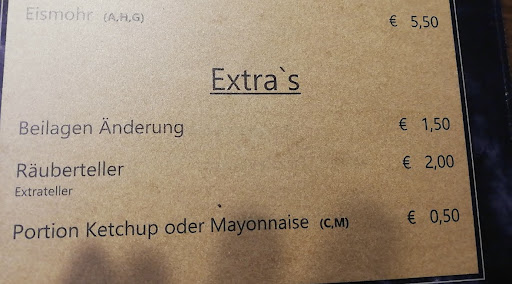 Eismohr (A,H,G) € 5,50
Extra`s
Beilagen Änderung € 1,50
Räuberteller € 2,00
Extrateller
Portion Ketchup oder Mayonnaise (C,M) € 0,50